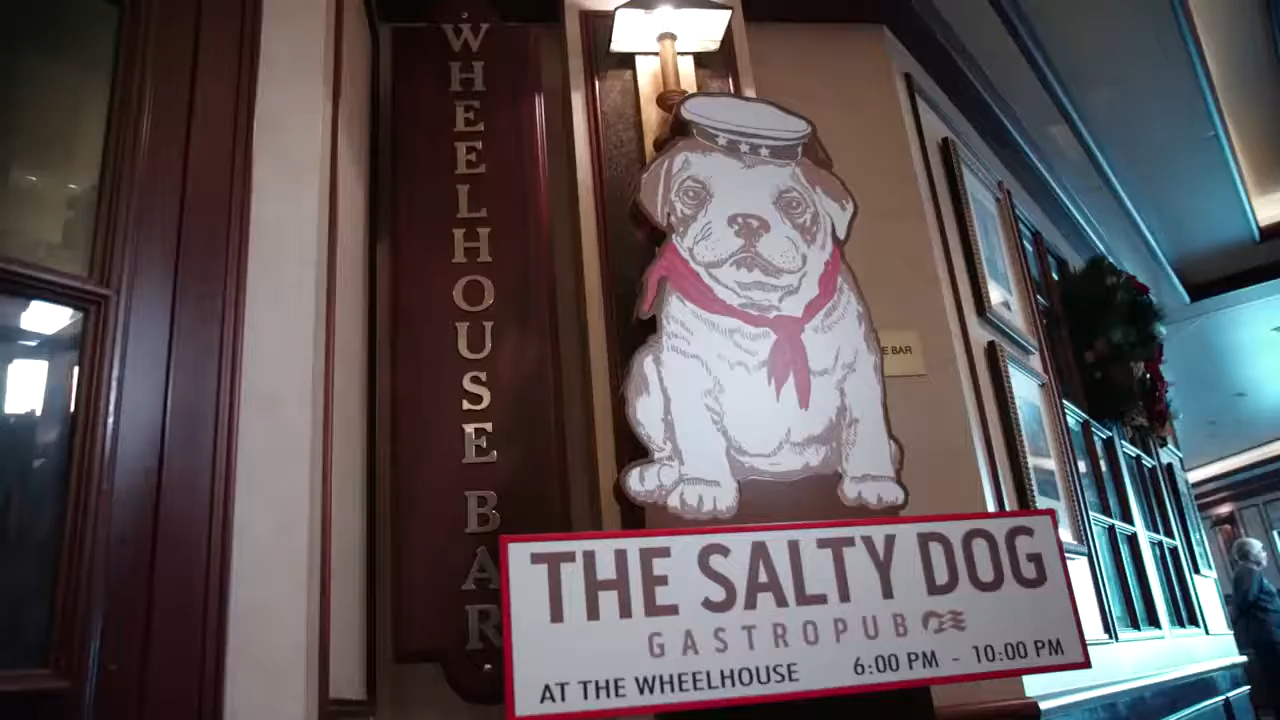 WHEELHOUSE BAR
E BAR
THE SALTY DOG
GASTROPUB
AT THE WHEELHOUSE 6:00 PM - 10:00 PM